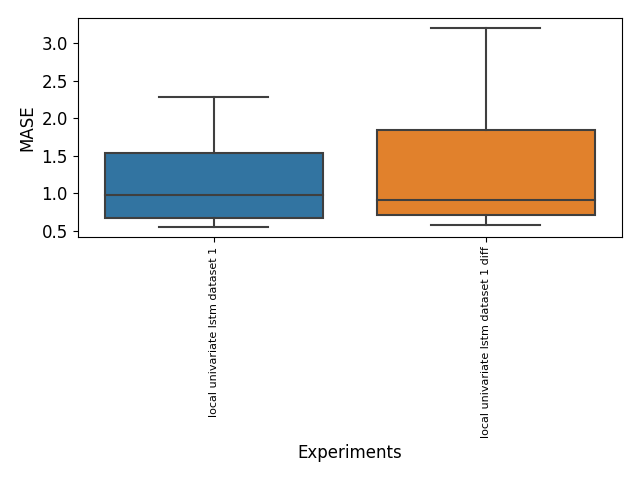 3.0
2.5
2.0
1.5
1.0
0.5
MASE
local univariate lstm dataset 1
local univariate lstm dataset 1 diff
Experiments